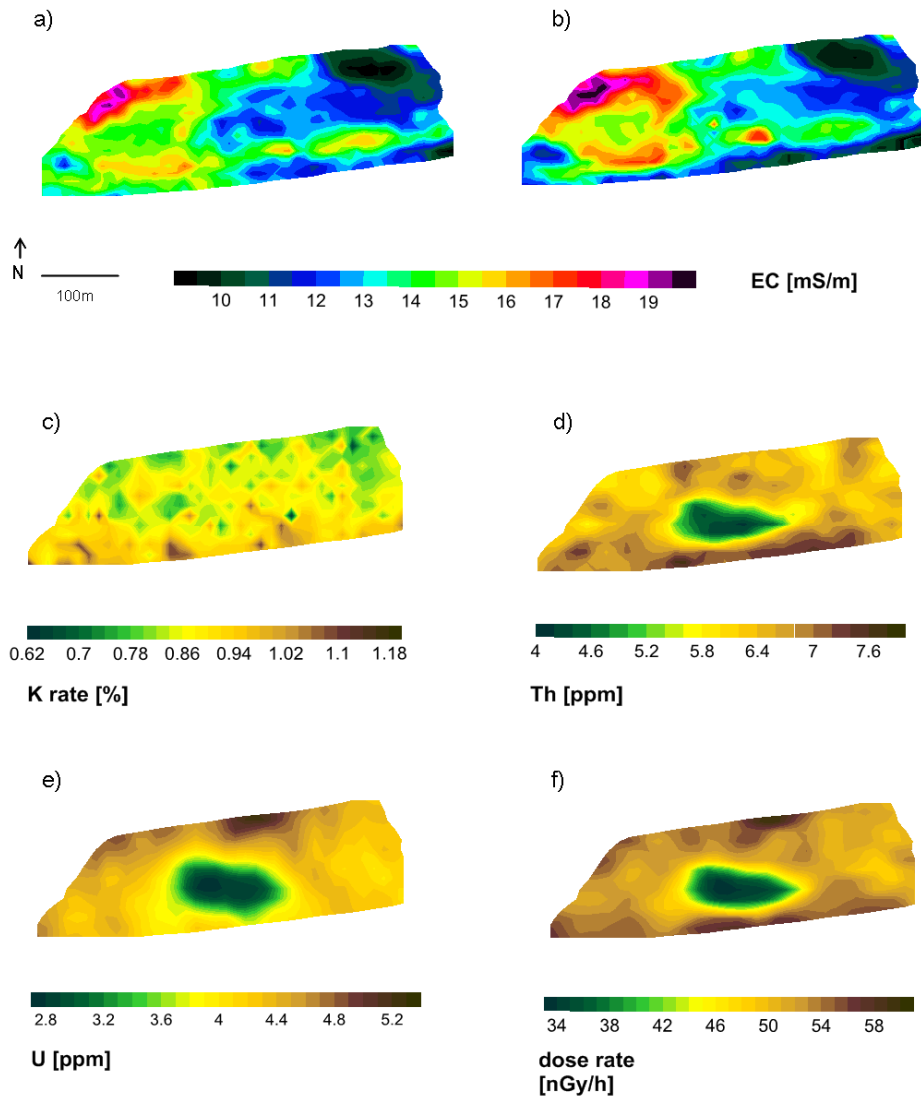 a)
b)
N
100m
10 11 12 13 14 15 16 17 18 19
EC [mS/m]
c)
d)
0.62 0.7 0.78 0.86 0.94 1.02 1.1 1.18
K rate [%]
4 4.6 5.2 5.8 6.4 7 7.6
Th [ppm]
e)
f)
2.8 3.2 3.6 4 4.4 4.8 5.2
U [ppm]
34 38 42 46 50 54 58
dose rate
[nGy/h]